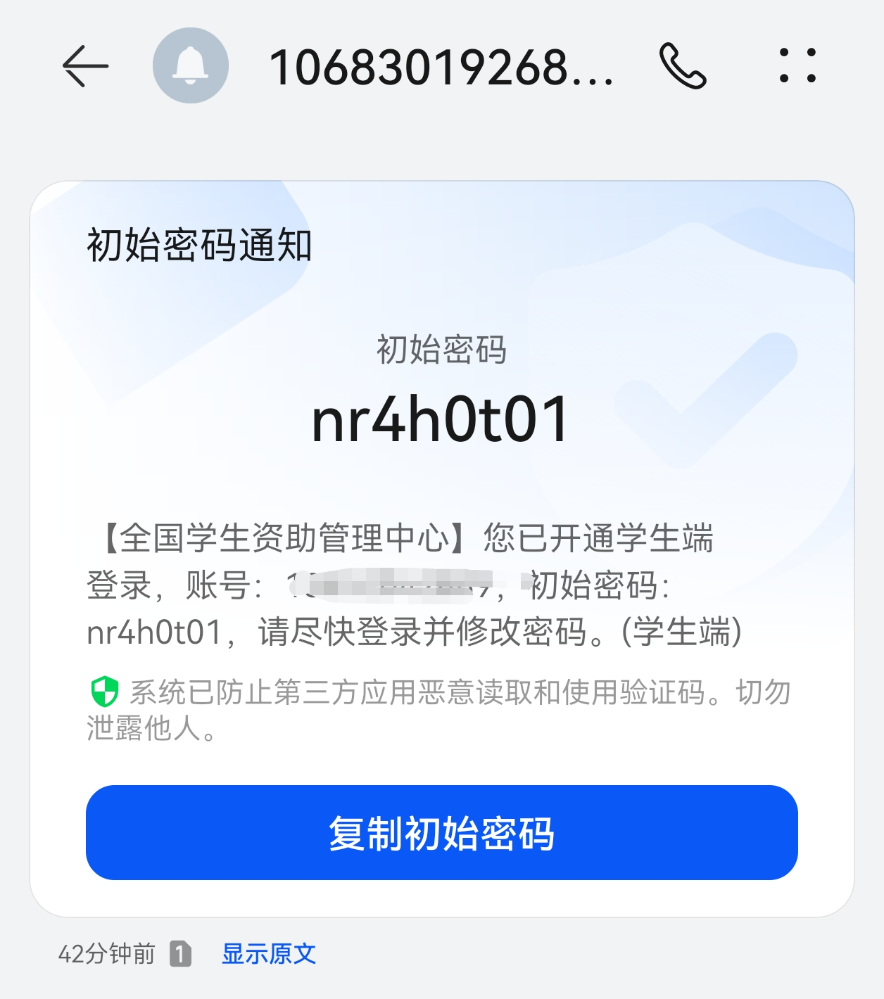 10683019268...
初始密码通知
初始密码
nr4h0t01
【全国学生资助管理中心】您已开通学生端
登录，账号： ，初始密码：
nr4h0t01，请尽快登录并修改密码。(学生端)
系统已防止第三方应用恶意读取和使用验证码。切勿
泄露他人。
复制初始密码
42分钟前 1 显示原文